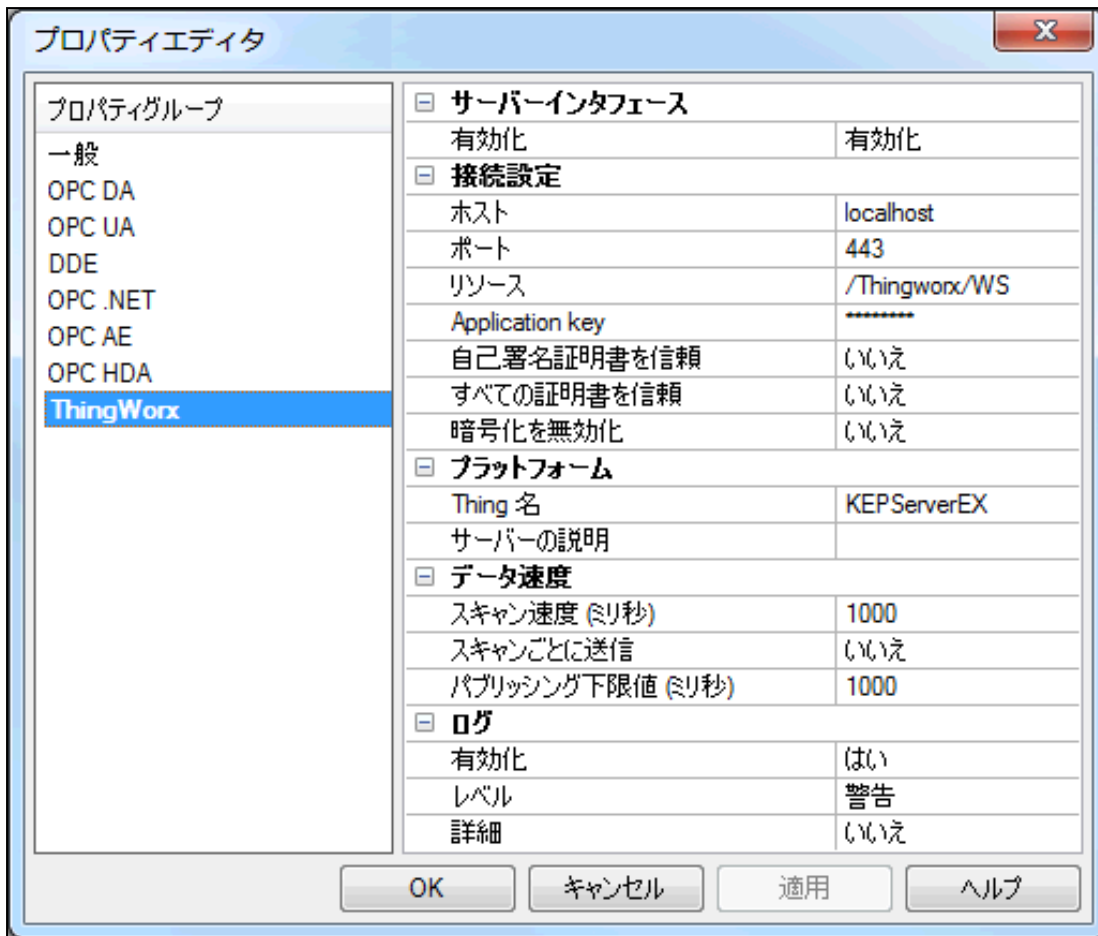 プロパティエディタ
プロパティグループ
一般
OPC DA
OPC UA
DDE
OPC .NET
OPC AE
OPC HDA
ThingWorx
サーバーインタフェース
有効化 有効化
接続設定
ホスト localhost
ポート 443
リソース /Thingworx/WS
Application key ********
自己署名証明書を信頼 いいえ
すべての証明書を信頼 いいえ
暗号化を無効化 いいえ
プラットフォーム
Thing 名 KEPServerEX
サーバーの説明
データ速度
スキャン速度 (ミリ秒) 1000
スキャンごとに送信 いいえ
パブリッシング下限値 (ミリ秒) 1000
ログ
有効化 はい
レベル 警告
詳細 いいえ
OK キャンセル 適用 ヘルプ